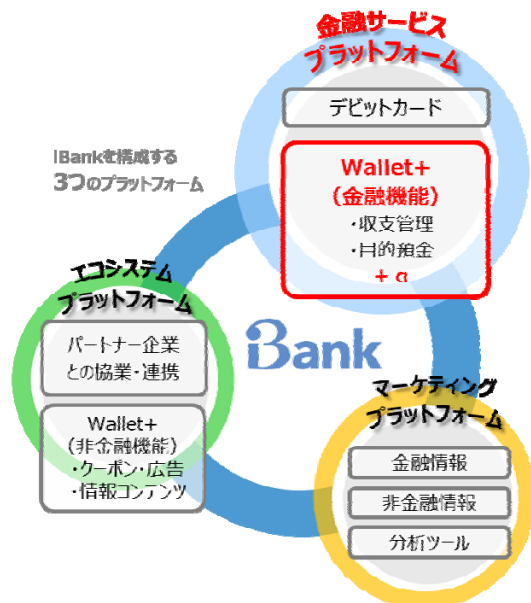 金融サービス
プラットフォーム
デビットカード
Wallet+
(金融機能)
・収支管理
・目的預金
+ α
iBankを構成する
3つのプラットフォーム
エコシステム
プラットフォーム
パートナー企業
との協業・連携
Wallet+
(非金融機能)
・クーポン・広告
・情報コンテンツ
iBank
マーケティング
プラットフォーム
金融情報
非金融情報
分析ツール